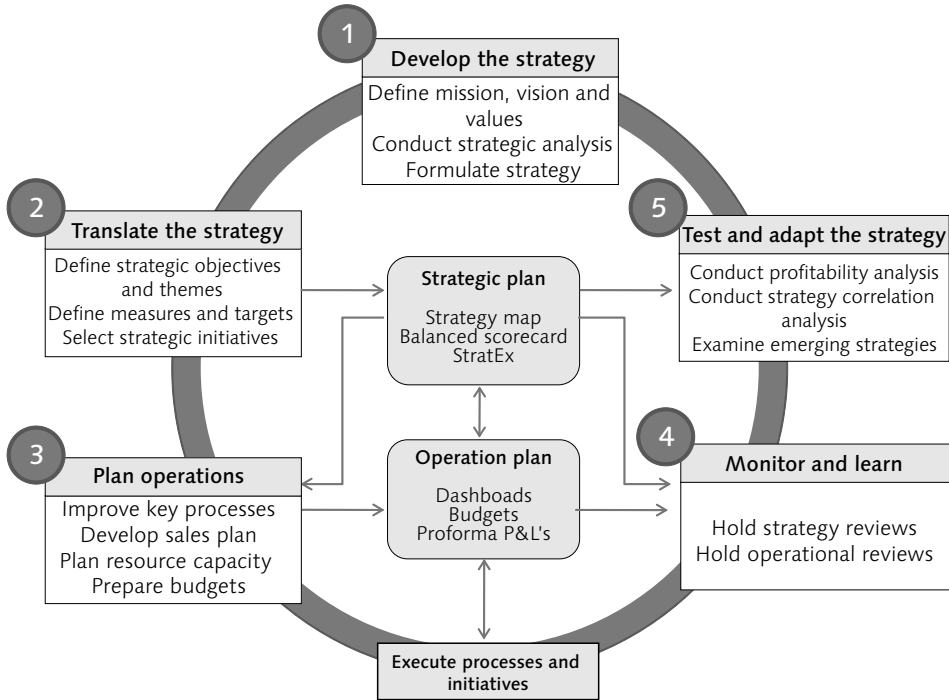 1
Develop the strategy
Define mission, vision and
values
Conduct strategic analysis
Formulate strategy
2
Translate the strategy
Define strategic objectives
and themes
Define measures and targets
Select strategic initiatives
Strategic plan
Strategy map
Balanced scorecard
StratEx
5
Test and adapt the strategy
Conduct profitability analysis
Conduct strategy correlation
analysis
Examine emerging strategies
3
Plan operations
Improve key processes
Develop sales plan
Plan resource capacity
Prepare budgets
Operation plan
Dashboads
Budgets
Proforma P&L's
4
Monitor and learn
Hold strategy reviews
Hold operational reviews
Execute processes and
initiatives